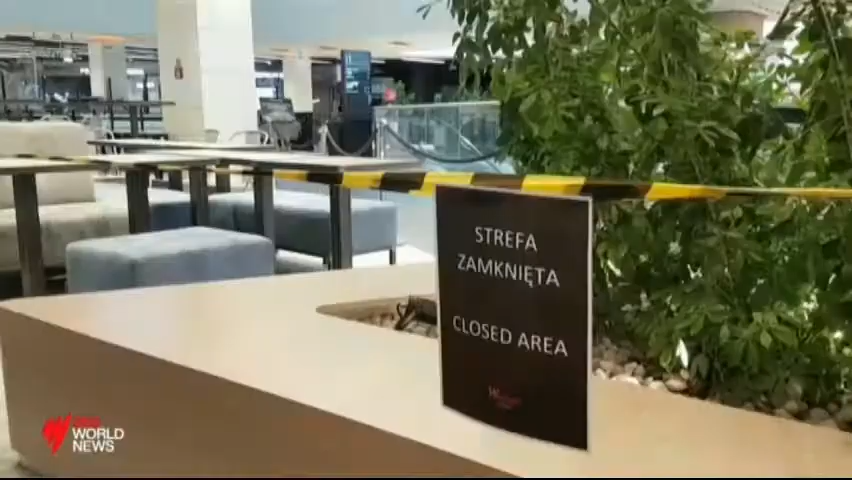 STREFA
ZAMKNIĘTA
CLOSED AREA
WORLD
NEWS